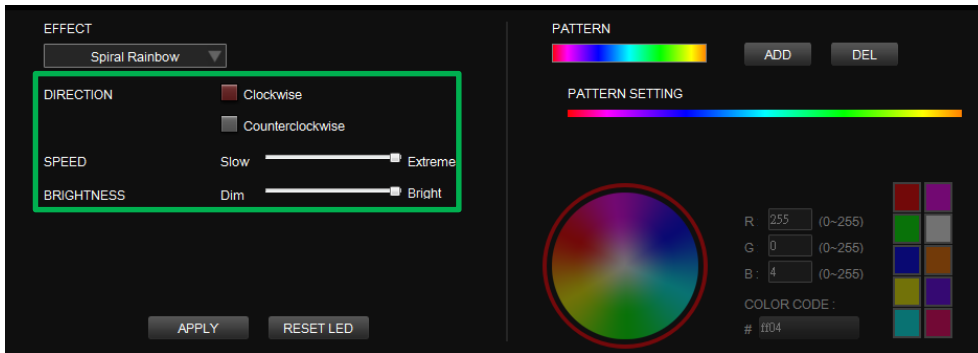 EFFECT
Spiral Rainbow
DIRECTION Clockwise
Counterclockwise
SPEED Slow Extreme
BRIGHTNESS Dim Bright
APPLY RESET LED
PATTERN
ADD DEL
PATTERN SETTING
R 255 (0~255)
G 0 (0~255)
B : 4 (0~255)
COLOR CODE :
# ff04